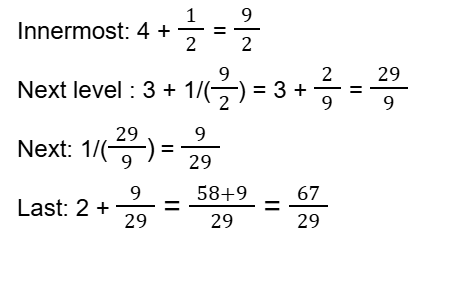 Innermost: 4 + 1/2 = 9/2
Next level : 3 + 1/(9/2) = 3 + 2/9 = 29/9
Next: 1/(29/9) = 9/29
Last: 2 + 9/29 = 58+9/29 = 67/29